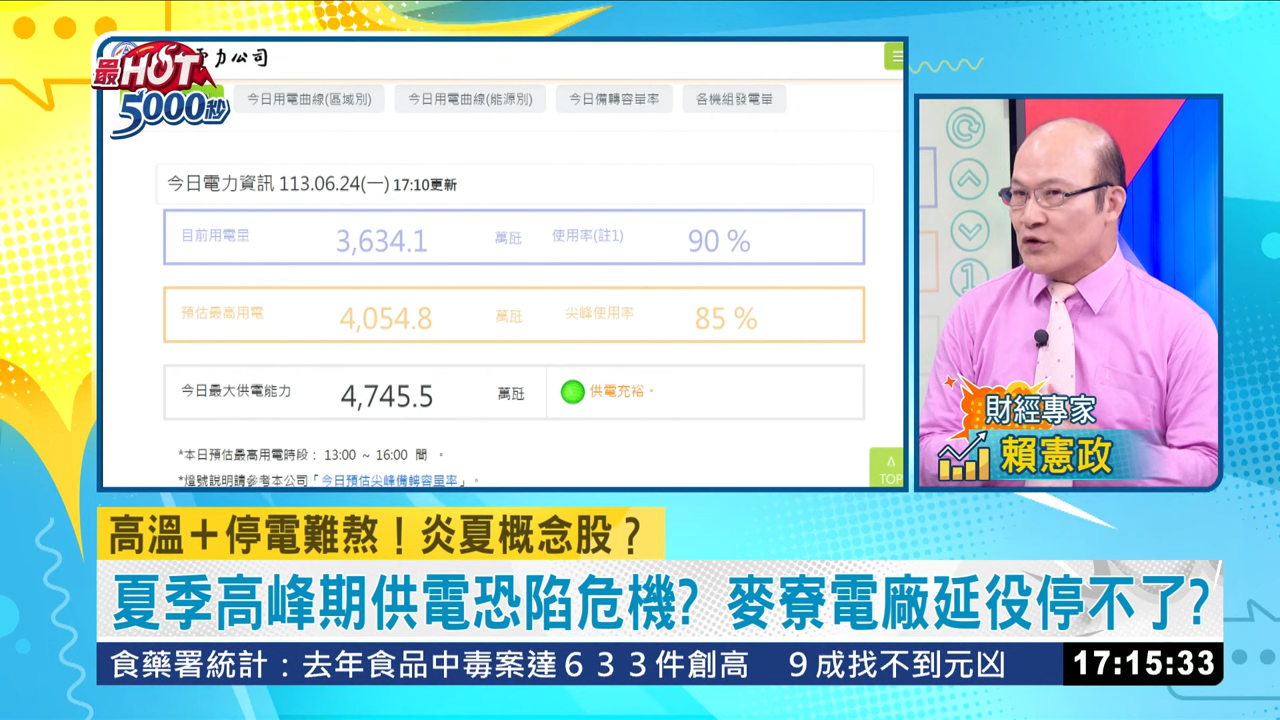 電力公司
最HOT
5000秒
今日用電曲線(區域別)
今日用電曲線(能源別)
今日備轉容量率
各機組發電量
今日電力資訊 113.06.24(一) 17:10更新
目前用電量 3,634.1 萬瓩 使用率(註1) 90 %
預估最高用電 4,054.8 萬瓩 尖峰使用率 85 %
今日最大供電能力 4,745.5 萬瓩 供電充裕。
*本日預估最高用電時段：13:00 ~ 16:00 間 。
*燈號說明請參考本公司「今日預估尖峰備轉容量率」。
TOP
1
財經專家
賴憲政
高溫＋停電難熬！炎夏概念股？
夏季高峰期供電恐陷危機? 麥寮電廠延役停不了?
食藥署統計：去年食品中毒案達６３３件創高 ９成找不到元凶
17:15:33